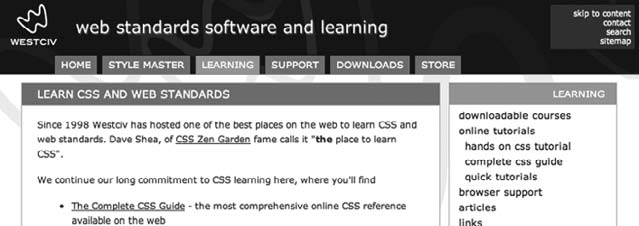 WESTCIV
web standards software and learning
skip to content
contact
search
sitemap
HOME STYLE MASTER LEARNING SUPPORT DOWNLOADS STORE
LEARN CSS AND WEB STANDARDS
Since 1998 Westciv has hosted one of the best places on the web to learn CSS and
web standards. Dave Shea, of CSS Zen Garden fame calls it "the place to learn
CSS".
We continue our long commitment to CSS learning here, where you'll find
• The Complete CSS Guide - the most comprehensive online CSS reference
available on the web
LEARNING
downloadable courses
online tutorials
hands on css tutorial
complete css guide
quick tutorials
browser support
articles
links